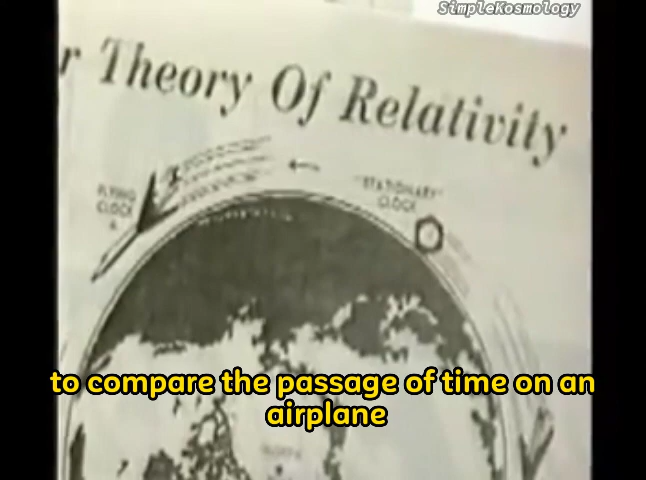 SimpleKosmology
r Theory Of Relativity
FLYING
CLOCK
A
"STATIONARY"
CLOCK
to compare the passage of time on an
airplane